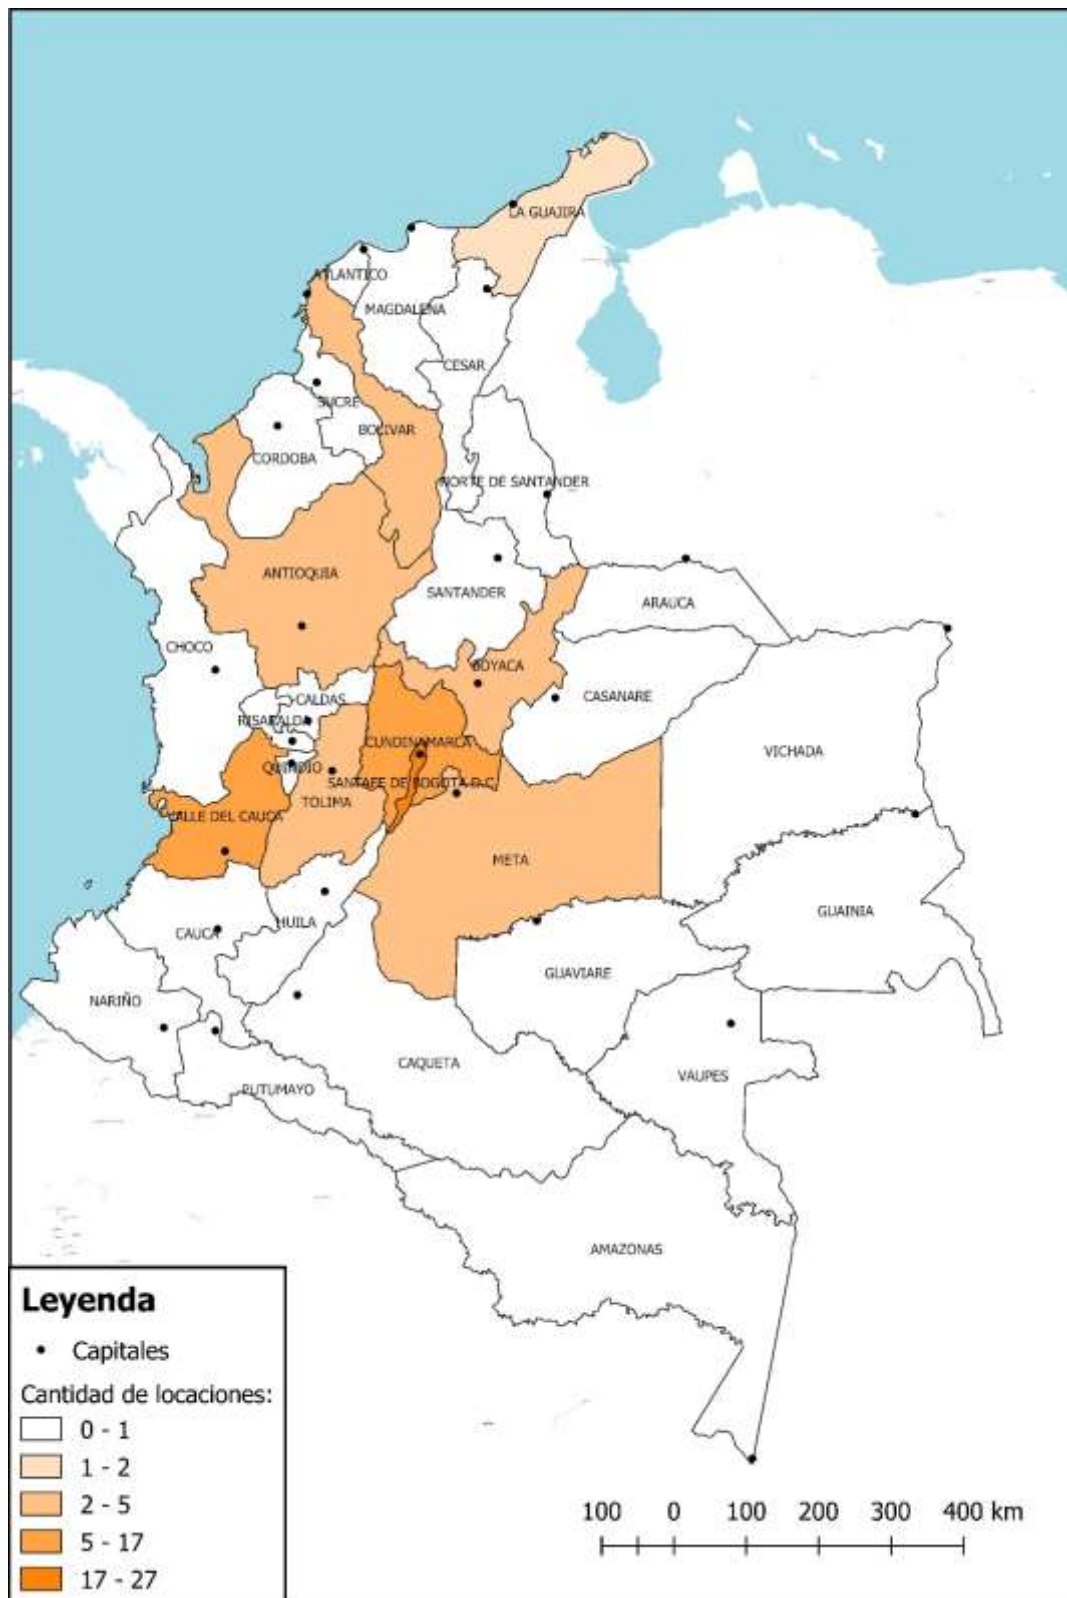 LA GUAJIRA
ATLANTICO
MAGDALENA
CESAR
SUCRE
BOLIVAR
CORDOBA
NORTE DE SANTANDER
ANTIOQUIA
SANTANDER
ARAUCA
CHOCO
BOYACA
CALDAS
CASANARE
RISARALDA
CUNDINAMARCA
VICHADA
QUINDIO
SANTAFE DE BOGOTA D.C
TOLIMA
VALLE DEL CAUCA
META
GUAINIA
HUILA
CAUCA
GUAVIARE
NARIÑO
CAQUETA
VAUPES
PUTUMAYO
AMAZONAS
Leyenda
Capitales
Cantidad de locaciones:
0 - 1
1 - 2
2 - 5
5 - 17
17 - 27
100 0 100 200 300 400 km